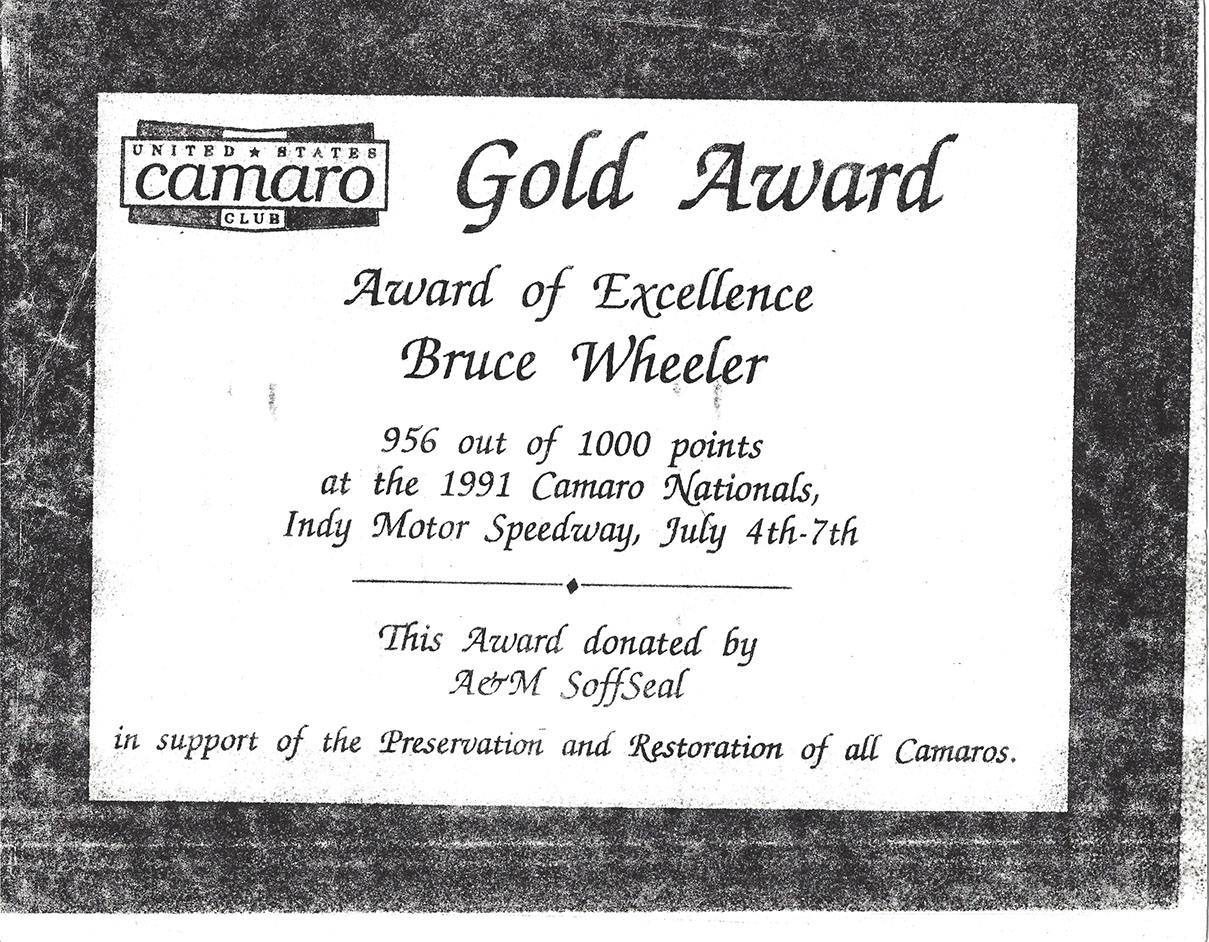 UNITED ★ STATES
camaro
CLUB
Gold Award
Award of Excellence
Bruce Wheeler
956 out of 1000 points
at the 1991 Camaro Nationals,
Indy Motor Speedway, July 4th-7th
This Award donated by
A&M SoffSeal
in support of the Preservation and Restoration of all Camaros.